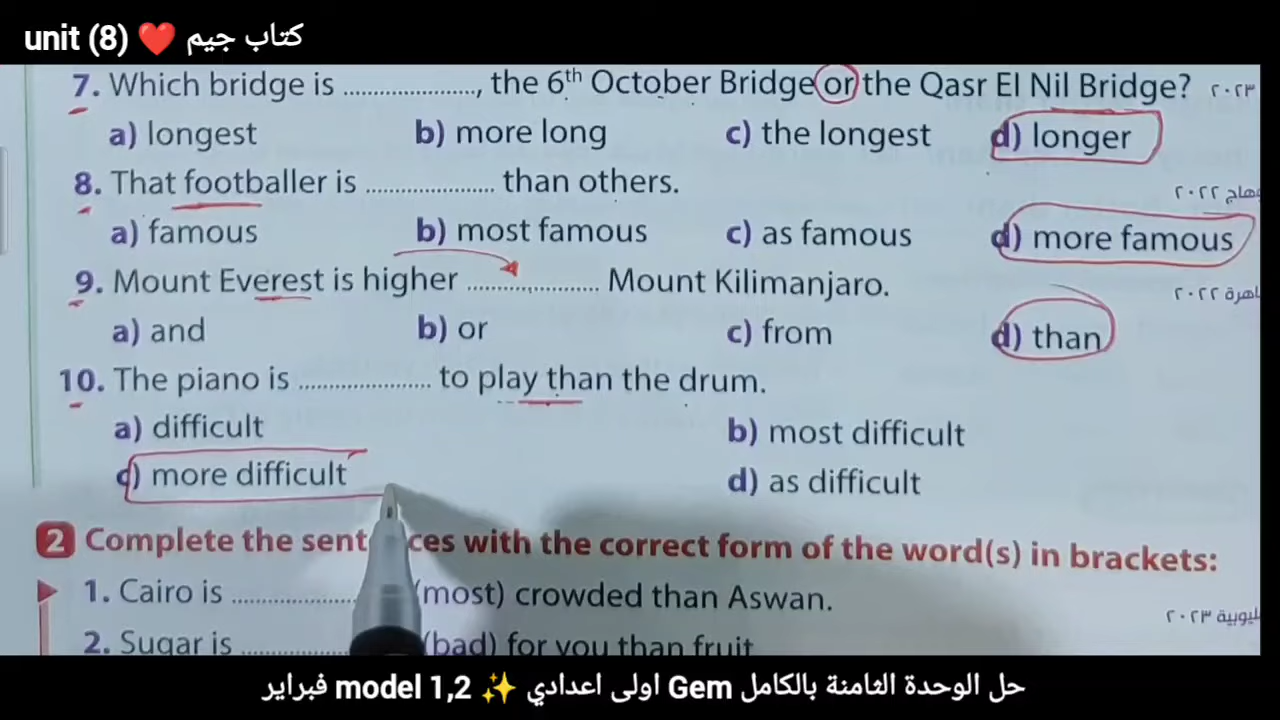 unit (8) ❤️ كتاب جيم
7. Which bridge is ...................., the 6th October Bridge or the Qasr El Nil Bridge? ٢٠٢٣
a) longest b) more long c) the longest d) longer
8. That footballer is .................... than others.
٢٠٢٢
a) famous b) most famous c) as famous d) more famous
9. Mount Everest is higher .................... Mount Kilimanjaro.
٢٠٢٢
a) and b) or c) from d) than
10. The piano is .................... to play than the drum.
a) difficult b) most difficult
c) more difficult d) as difficult
2 Complete the sent ces with the correct form of the word(s) in brackets:
1. Cairo is .................... (most) crowded than Aswan.
٢٠٢٣
2. Sugar is .................... (bad) for you than fruit
حل الوحدة الثامنة بالكامل Gem اولى اعدادي ✨ model 1,2 فبراير